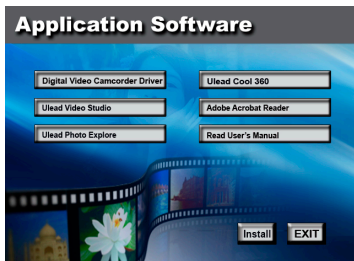 Application Software
Digital Video Camcorder Driver
Ulead Cool 360
Ulead Video Studio
Adobe Acrobat Reader
Ulead Photo Explore
Read User's Manual
Install
EXIT